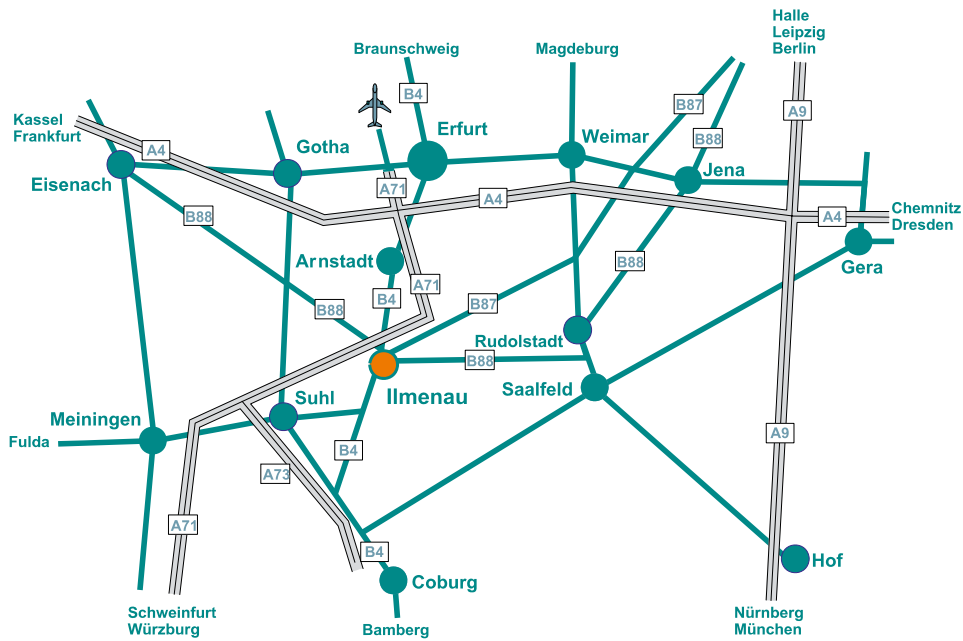 Halle
Leipzig
Berlin
Braunschweig
Magdeburg
B4
B87
A9
Kassel
Frankfurt
Erfurt
Weimar
B88
Gotha
A4
Eisenach
Jena
A71
A4
B88
A4
Chemnitz
Dresden
Arnstadt
B88
Gera
A71
B4
B88
B87
Rudolstadt
B88
Saalfeld
Ilmenau
Suhl
Meiningen
Fulda
A9
B4
A73
A71
B4
Hof
Coburg
Schweinfurt
Würzburg
Bamberg
Nürnberg
München